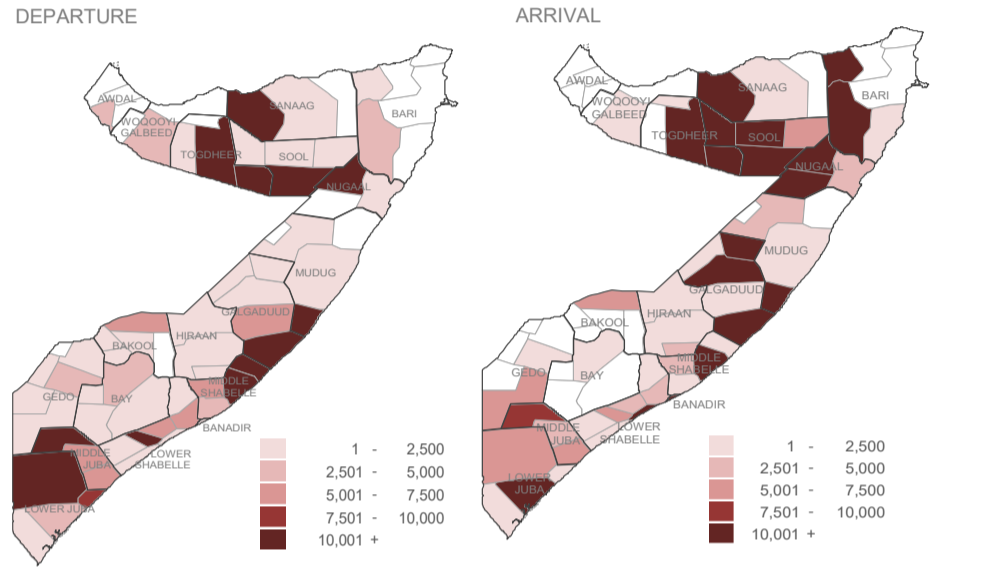 DEPARTURE
AWDAL
WOQOOYI
GALBEED
TOGDHEER
SANAAG
SOOL
BARI
NUGAAL
MUDUG
GALGADUUD
HIRAAN
BAKOOL
GEDO
BAY
MIDDLE
SHABELLE
BANADIR
LOWER
SHABELLE
MIDDLE
JUBA
LOWER JUBA
1 - 2,500
2,501 - 5,000
5,001 - 7,500
7,501 - 10,000
10,001 +
ARRIVAL
AWDAL
WOQOOYI
GALBEED
TOGDHEER
SANAAG
SOOL
BARI
NUGAAL
MUDUG
GALGADUUD
HIRAAN
BAKOOL
GEDO
BAY
MIDDLE
SHABELLE
BANADIR
LOWER
SHABELLE
MIDDLE
JUBA
LOWER
JUBA
1 - 2,500
2,501 - 5,000
5,001 - 7,500
7,501 - 10,000
10,001 +